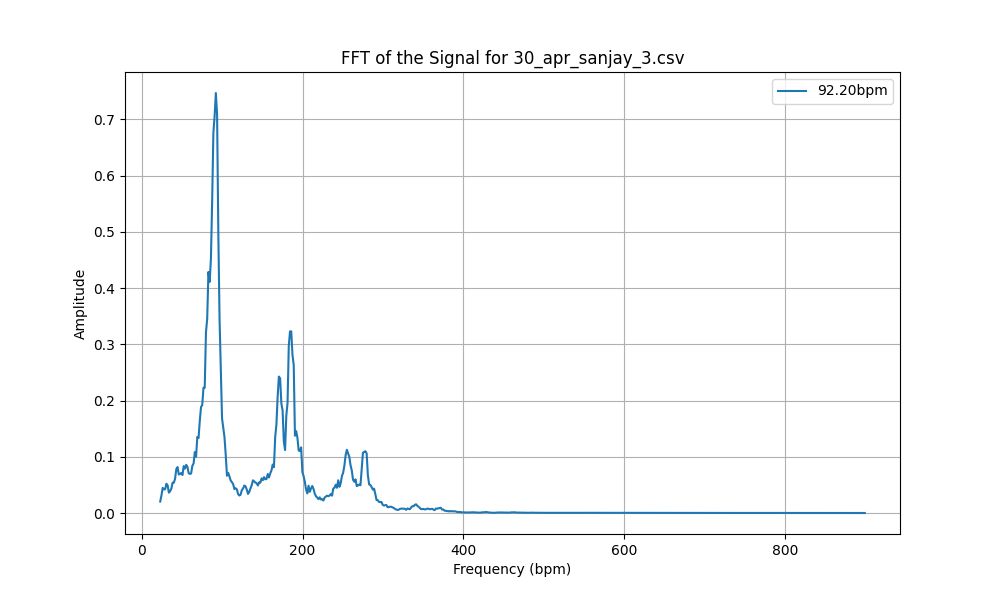 FFT of the Signal for 30_apr_sanjay_3.csv
92.20bpm
Amplitude
0.7
0.6
0.5
0.4
0.3
0.2
0.1
0.0
0 200 400 600 800
Frequency (bpm)